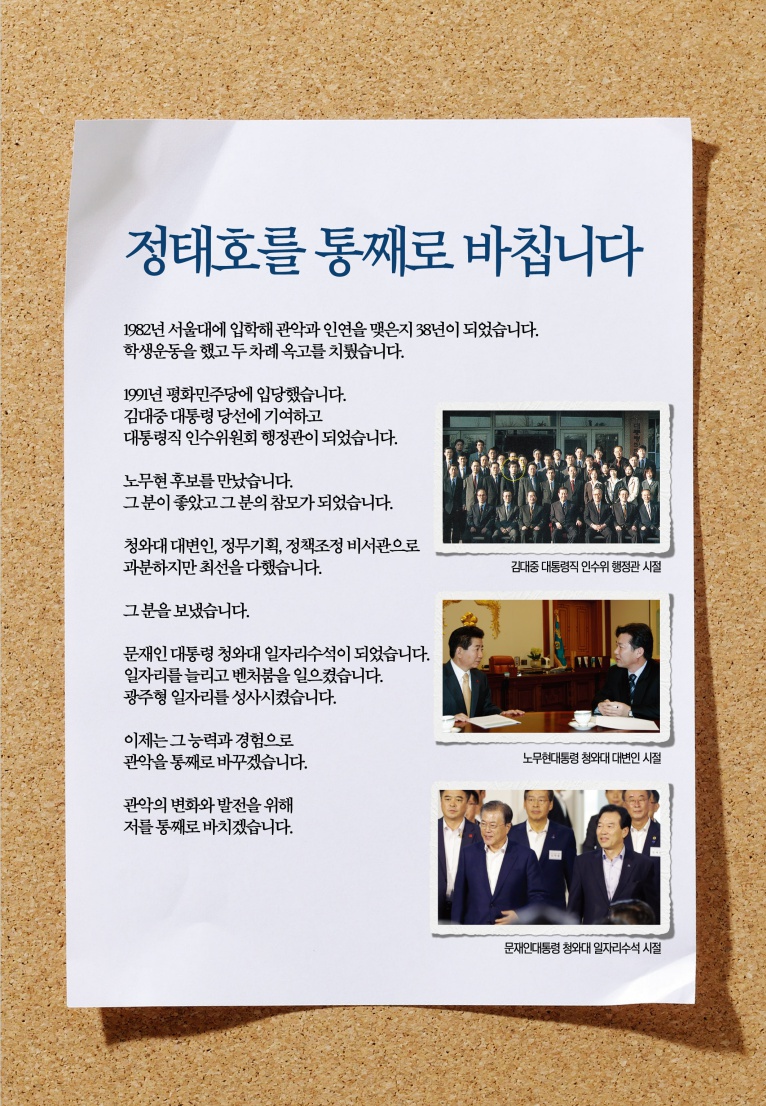 정태호를 통째로 바칩니다
1982년 서울대에 입학해 관악과 인연을 맺은지 38년이 되었습니다.
학생운동을 했고 두 차례 옥고를 치뤘습니다.
1991년 평화민주당에 입당했습니다.
김대중 대통령 당선에 기여하고
대통령직 인수위원회 행정관이 되었습니다.
노무현 후보를 만났습니다.
그 분이 좋았고 그 분의 참모가 되었습니다.
청와대 대변인, 정무기획, 정책조정 비서관으로
과분하지만 최선을 다했습니다.
그 분을 보냈습니다.
문재인 대통령 청와대 일자리수석이 되었습니다.
일자리를 늘리고 벤처붐을 일으켰습니다.
광주형 일자리를 성사시켰습니다.
이제는 그 능력과 경험으로
관악을 통째로 바꾸겠습니다.
관악의 변화와 발전을 위해
저를 통째로 바치겠습니다.
김대중 대통령직 인수위 행정관 시절
노무현대통령 청와대 대변인 시절
문재인대통령 청와대 일자리수석 시절